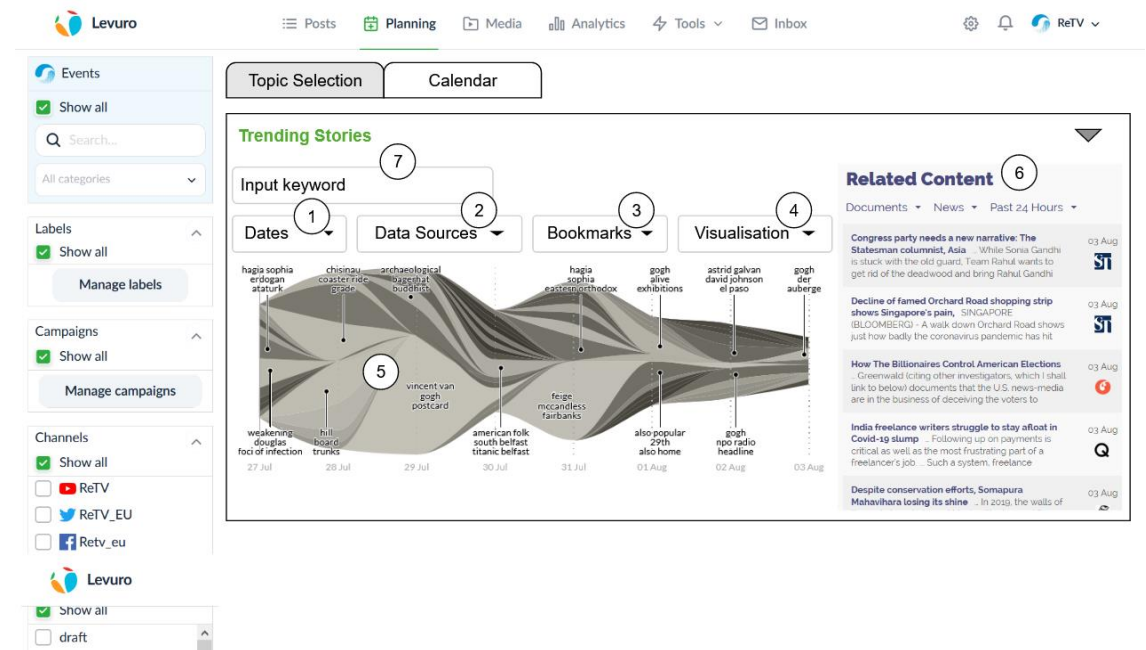 Levuro
Posts
Planning
Media
Analytics
Tools
Inbox
ReTV
Events
Show all
Search...
All categories
Labels
Show all
Manage labels
Campaigns
Show all
Manage campaigns
Channels
Show all
ReTV
ReTV_EU
Retv_eu
Levuro
Show all
draft
Topic Selection
Calendar
Trending Stories
7
Input keyword
1
Dates
2
Data Sources
3
Bookmarks
4
Visualisation
hagia sophia
erdogan
ataturk
chisinau
coaster ride
grade
archaeological
bagerhat
buddhist
hagia
sophia
eastern orthodox
gogh
alive
exhibitions
astrid galvan
david johnson
el paso
gogh
der
auberge
5
vincent van
gogh
postcard
feige
mccandless
fairbanks
weakening
douglas
foci of infection
hill
board
trunks
american folk
south belfast
titanic belfast
also popular
29th
also home
gogh
npo radio
headline
27 Jul
28 Jul
29 Jul
30 Jul
31 Jul
01 Aug
02 Aug
03 Aug
Related Content
6
Documents
News
Past 24 Hours
Congress party needs a new narrative: The
Statesman columnist, Asia ... While Sonia Gandhi
is stuck with the old guard, Team Rahul wants to
get rid of the deadwood and bring Rahul Gandhi
03 Aug
ST
Decline of famed Orchard Road shopping strip
shows Singapore's pain, SINGAPORE
(BLOOMBERG) - A walk down Orchard Road shows
just how badly the coronavirus pandemic has hit
03 Aug
ST
How The Billionaires Control American Elections
... Greenwald (citing other investigators, which I shall
link to below) documents that the U.S. news-media
are in the business of deceiving the voters to
03 Aug
India freelance writers struggle to stay afloat in
Covid-19 slump ... Following up on payments is
critical as well as the most frustrating part of a
freelancer's job ... Such a system, freelance
03 Aug
Q
Despite conservation efforts, Somapura
Mahavihara losing its shine ... In 2019, the walls of
03 Aug